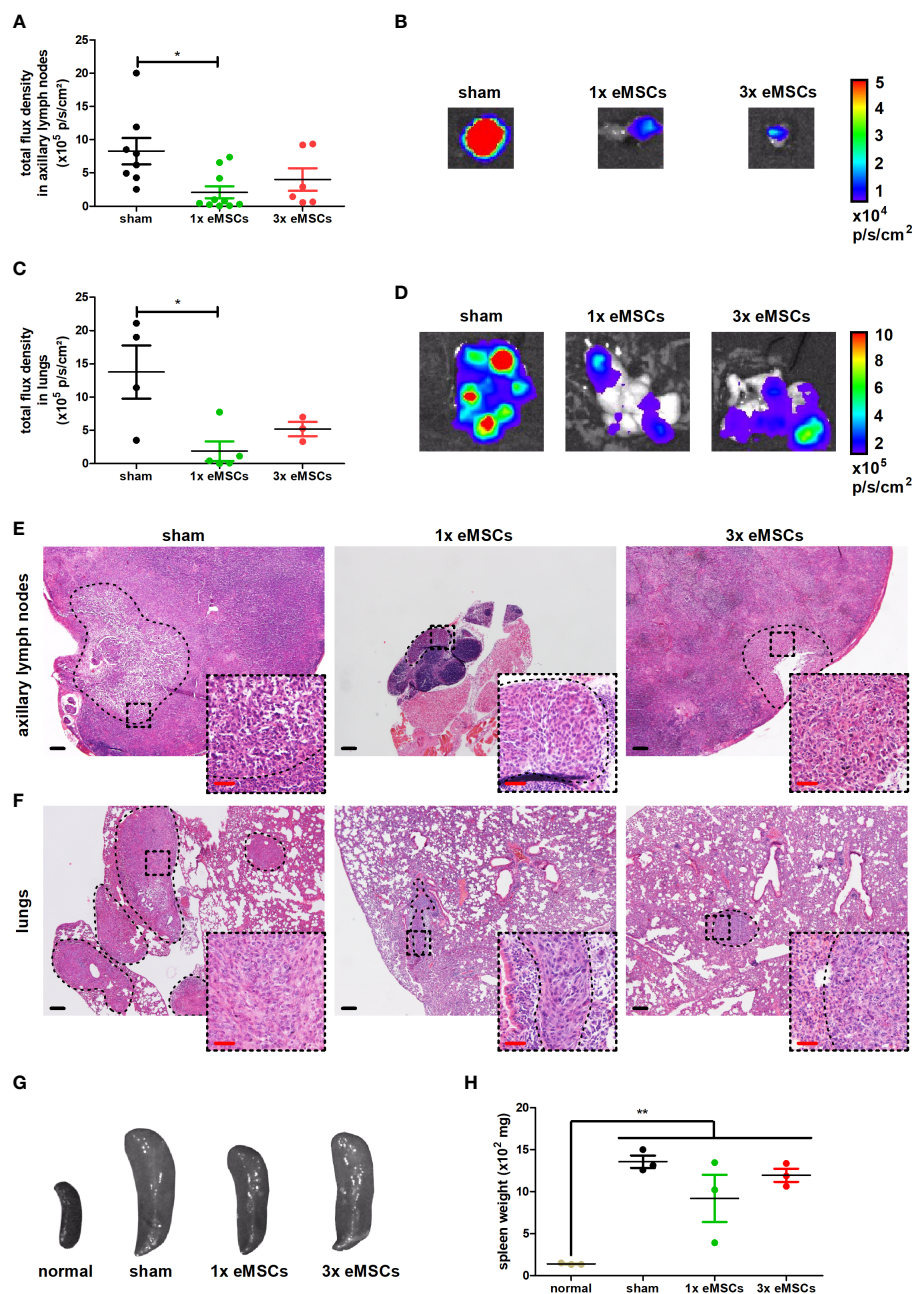 A
total flux density
in axillary lymph nodes
(x10⁵ p/s/cm²)
25
20
15
10
5
0
*
sham
1x eMSCs
3x eMSCs
B
sham
1x eMSCs
3x eMSCs
5
4
3
2
1
x10⁴
p/s/cm²
C
total flux density
in lungs
(x10⁵ p/s/cm²)
25
20
15
10
5
0
*
sham
1x eMSCs
3x eMSCs
D
sham
1x eMSCs
3x eMSCs
10
8
6
4
2
x10⁵
p/s/cm²
E
sham
1x eMSCs
3x eMSCs
axillary lymph nodes
F
lungs
G
normal
sham
1x eMSCs
3x eMSCs
H
spleen weight (x10² mg)
20
15
10
5
0
**
normal
sham
1x eMSCs
3x eMSCs